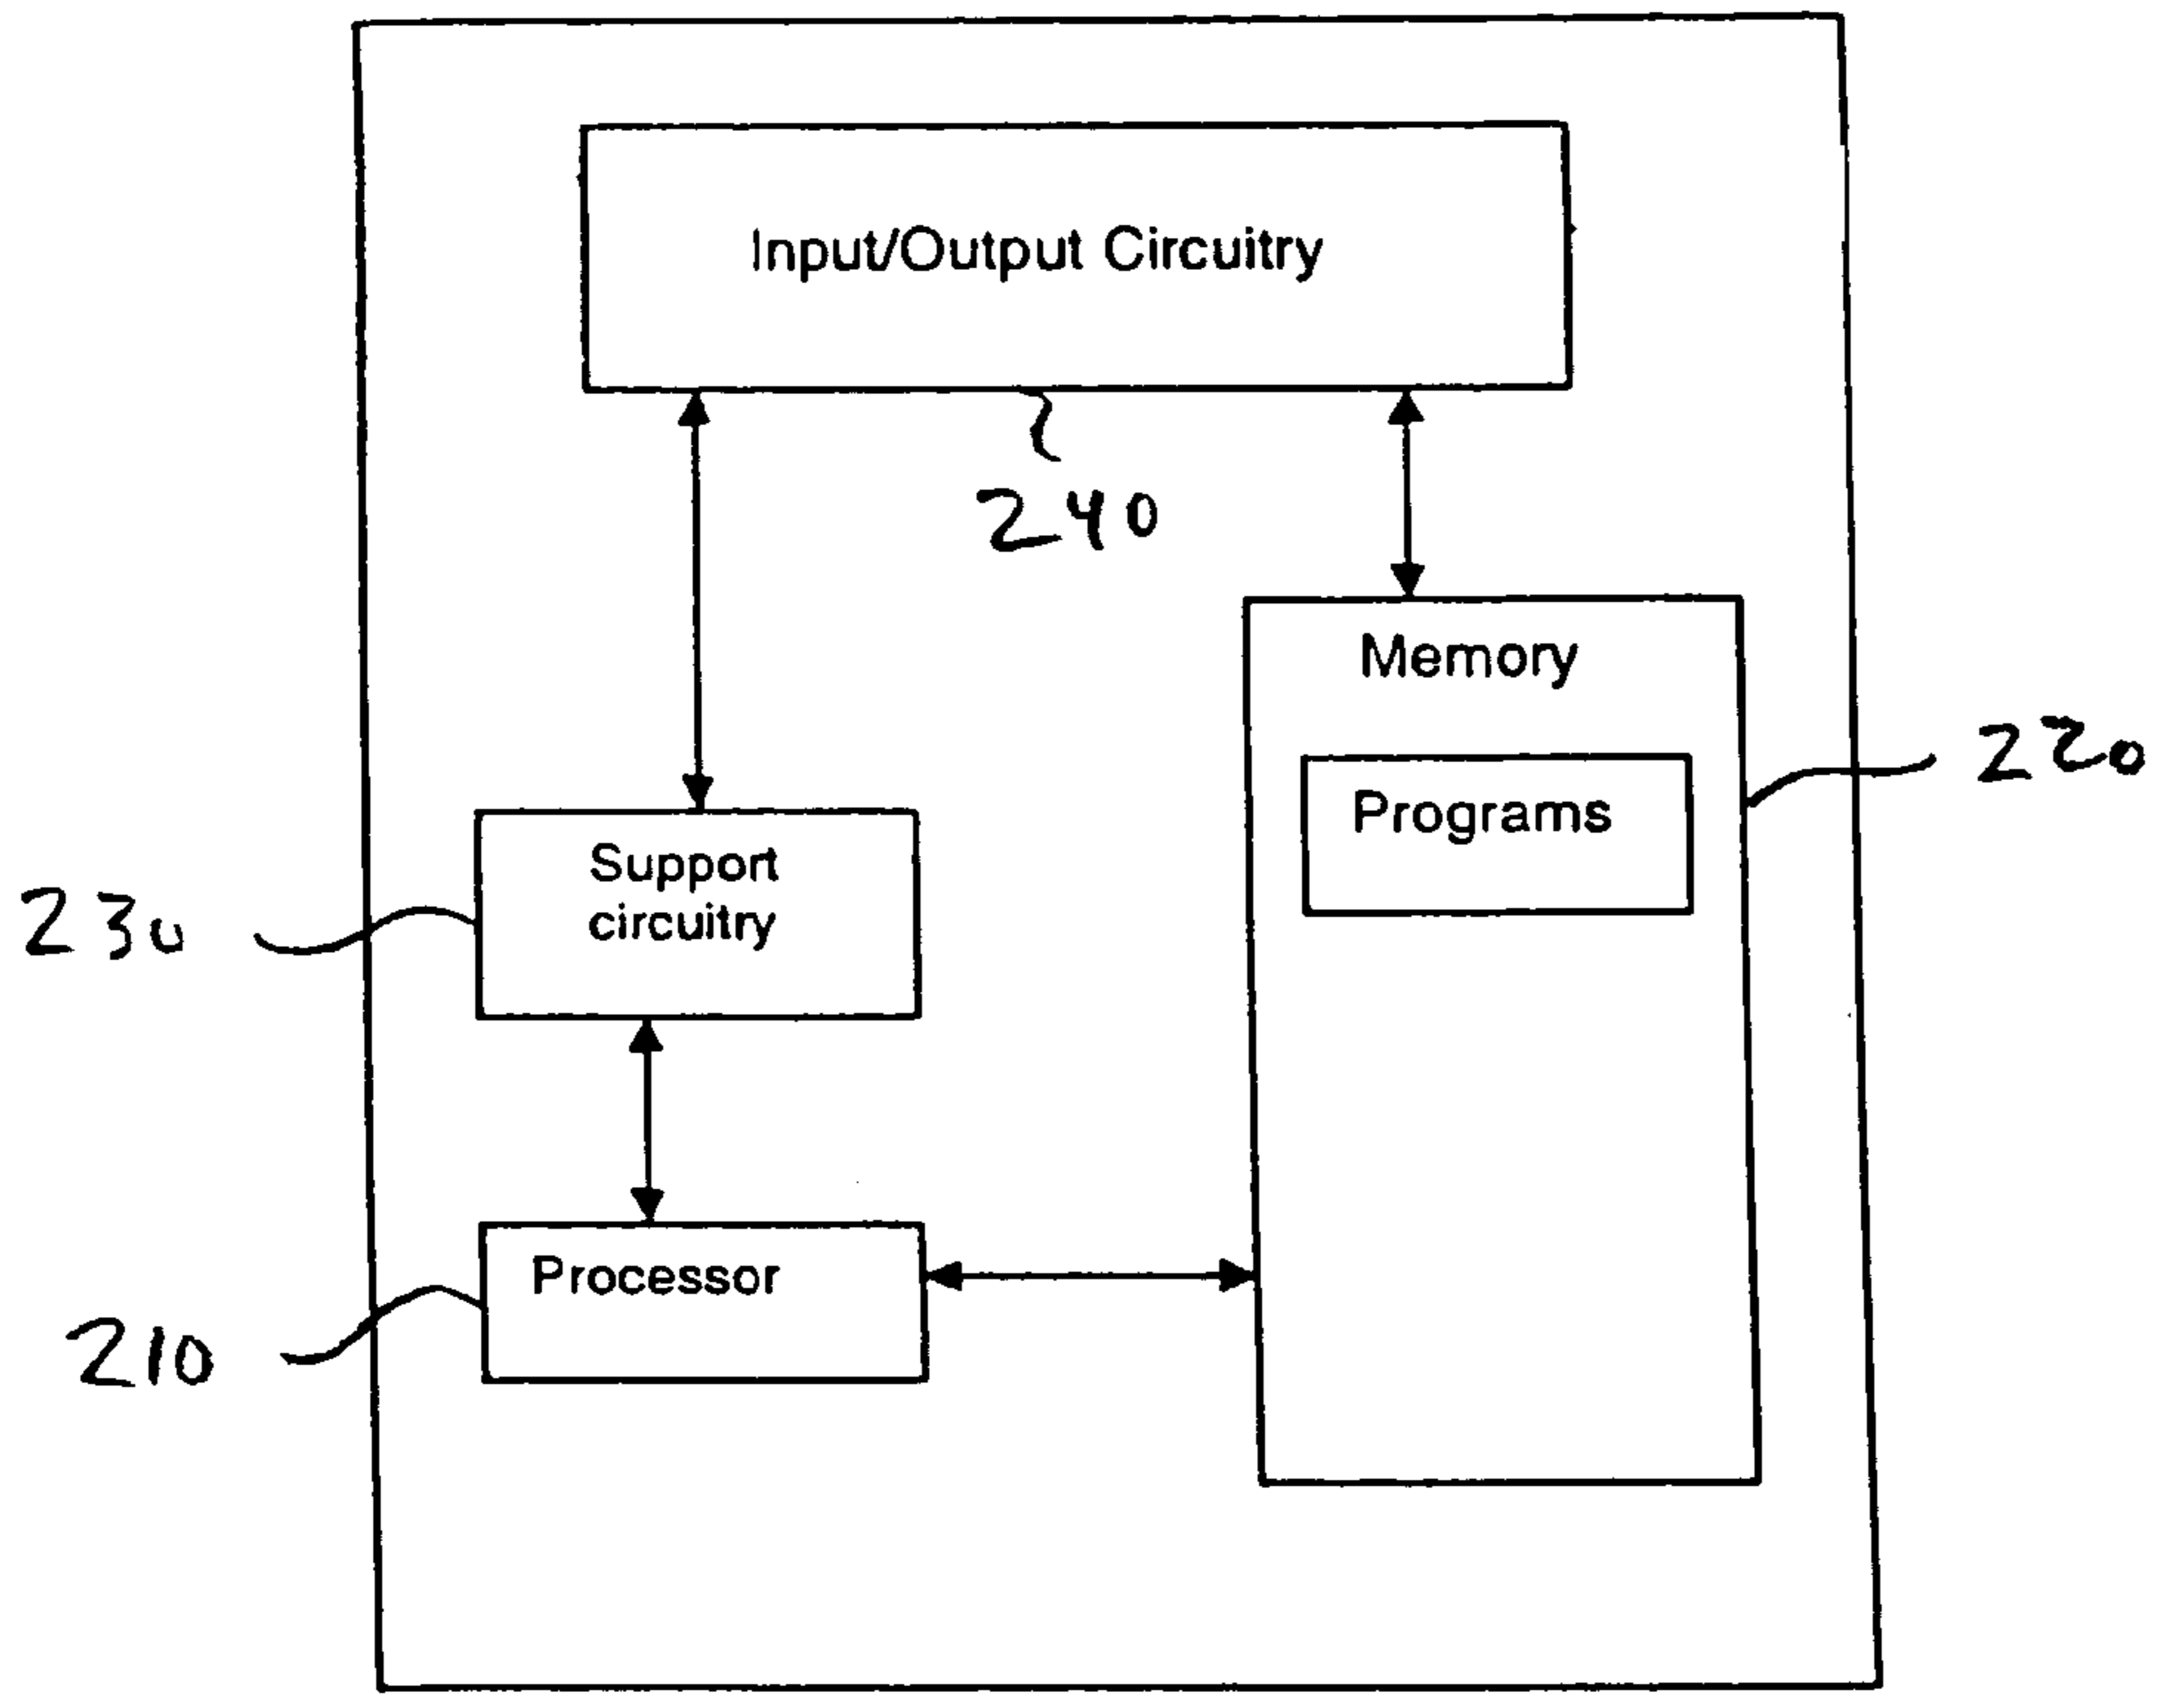 Input/Output Circuitry
240
Memory
220
Programs
Support
circuitry
230
Processor
210